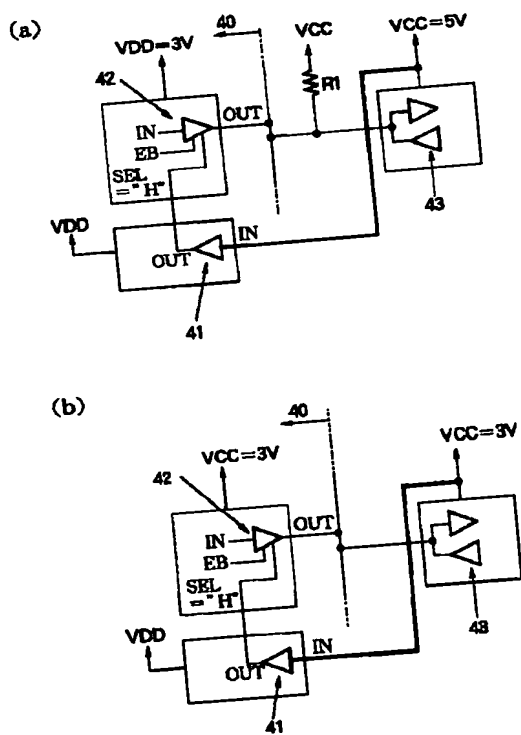 (a)
40
VCC
VCC=5V
VDD=3V
42
OUT
R1
IN
EB
SEL
="H"
43
VDD
IN
OUT
41
(b)
40
VCC=3V
VCC=3V
42
OUT
IN
EB
SEL
="H"
43
VDD
IN
OUT
41